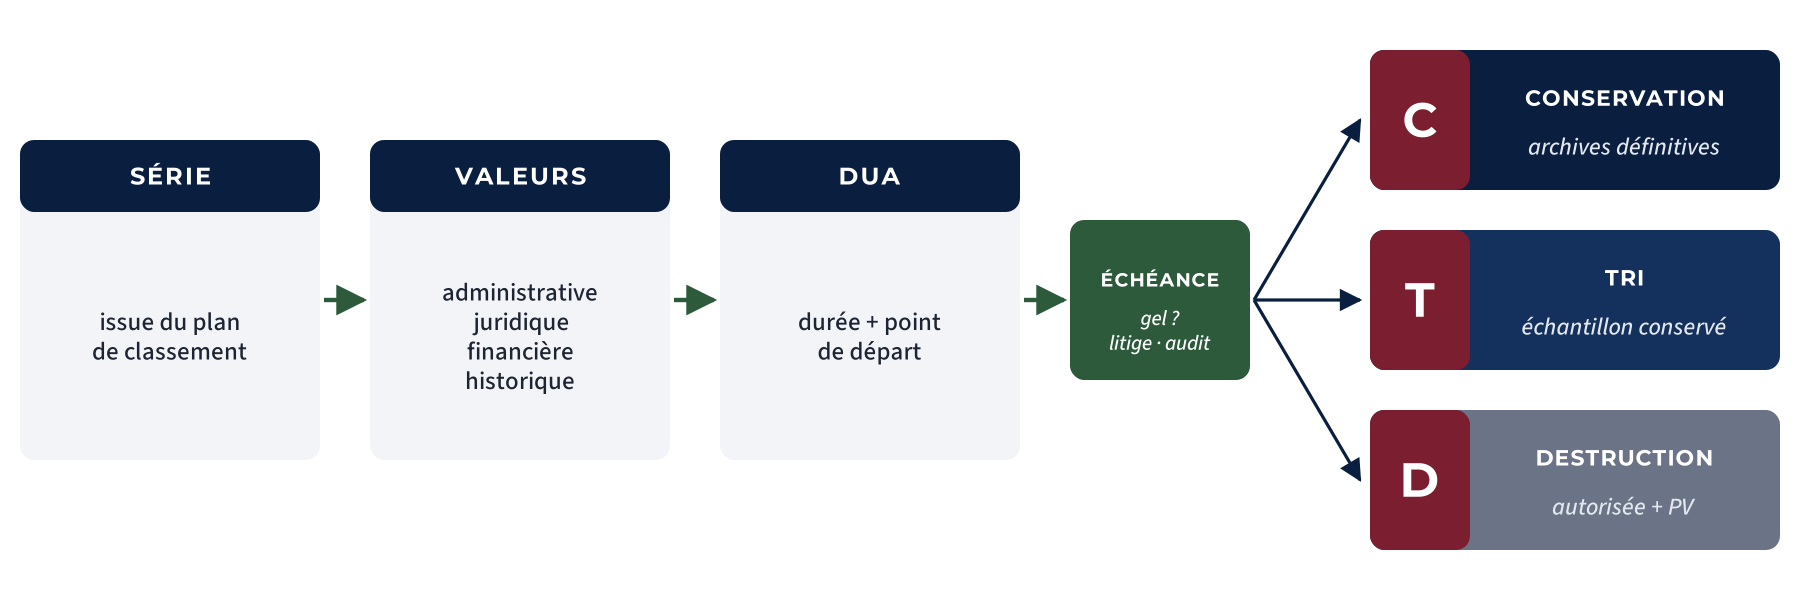 SÉRIE
issue du plan
de classement
VALEURS
administrative
juridique
financière
historique
DUA
durée + point
de départ
ÉCHÉANCE
gel ?
litige · audit
C
CONSERVATION
archives définitives
T
TRI
échantillon conservé
D
DESTRUCTION
autorisée + PV